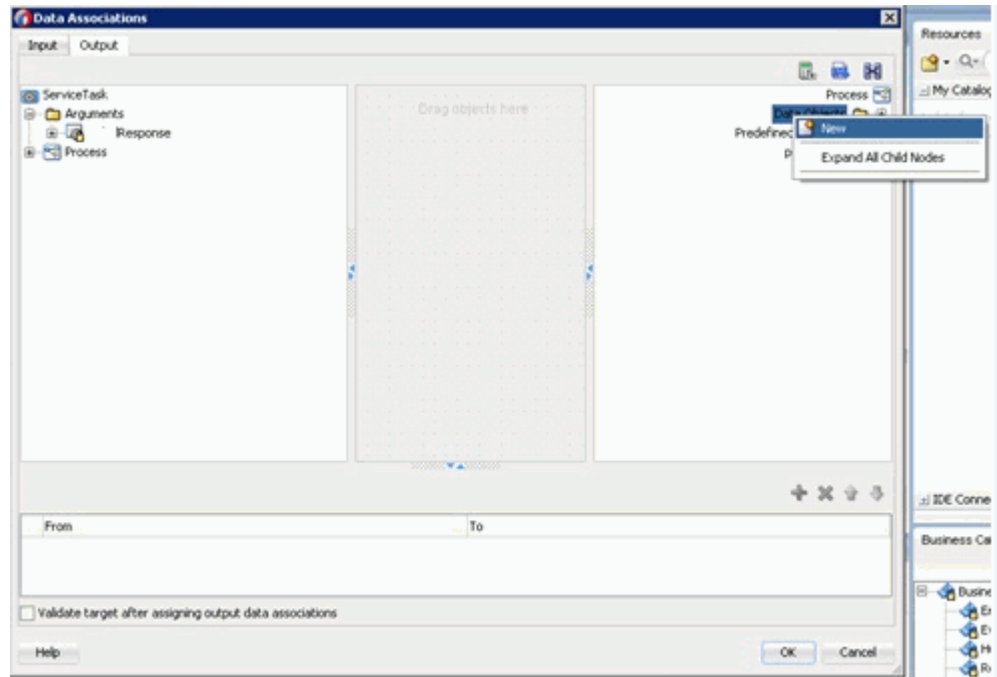 Data Associations
Input
Output
ServiceTask
Arguments
Response
Process
Drag objects here
Process
Data Objects
Predefined
P
New
Expand All Child Nodes
From
To
Validate target after assigning output data associations
Help
OK
Cancel
Resources
My Catalog
IDE Conne
Business Ca
Busine
E
E
H
R